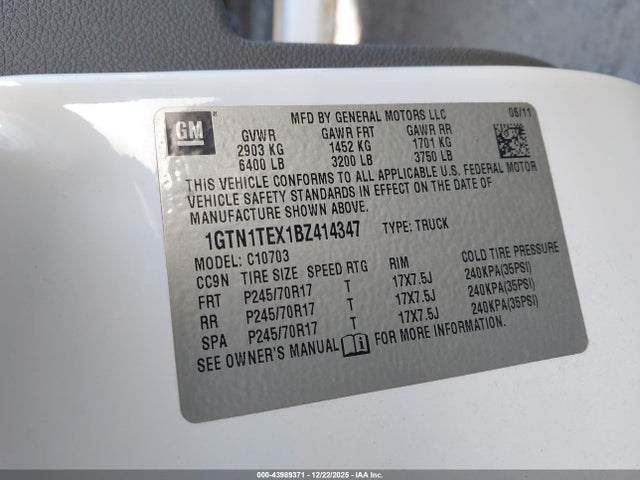 GM
MFD BY GENERAL MOTORS LLC 06/11
GVWR GAWR FRT GAWR RR
2903 KG 1452 KG 1701 KG
6400 LB 3200 LB 3750 LB
THIS VEHICLE CONFORMS TO ALL APPLICABLE U.S. FEDERAL MOTOR
VEHICLE SAFETY STANDARDS IN EFFECT ON THE DATE OF
MANUFACTURE SHOWN ABOVE.
1GTN1TEX1BZ414347 TYPE: TRUCK
MODEL: C10703
CC9N TIRE SIZE SPEED RTG RIM COLD TIRE PRESSURE
FRT P245/70R17 T 17X7.5J 240KPA(35PSI)
RR P245/70R17 T 17X7.5J 240KPA(35PSI)
SPA P245/70R17 T 17X7.5J 240KPA(35PSI)
SEE OWNER'S MANUAL FOR MORE INFORMATION.
000-43989371 | 12/22/2025 | IAA Inc.